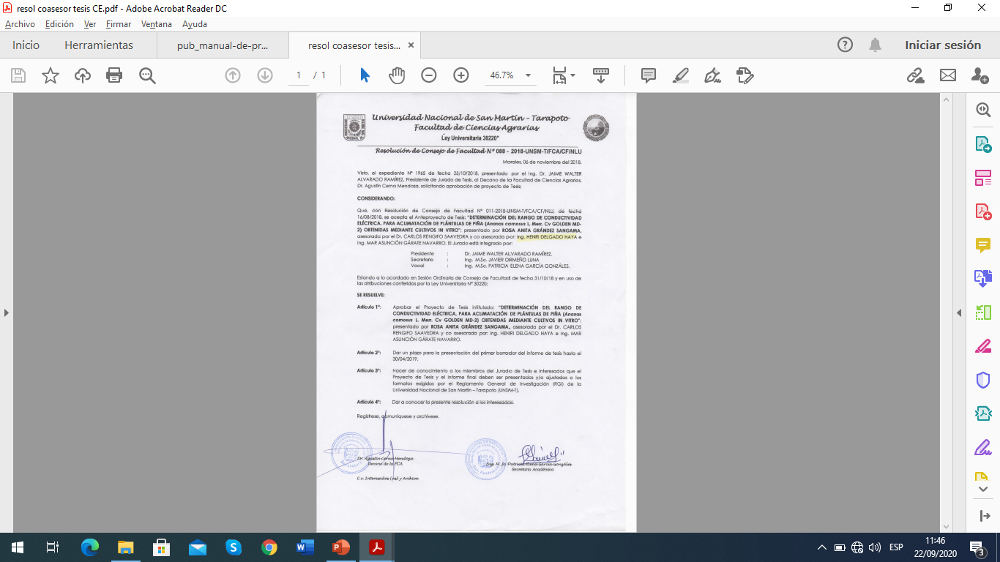 resol coasesor tesis CE.pdf - Adobe Acrobat Reader DC
Archivo Edición Ver Firmar Ventana Ayuda
Inicio Herramientas pub_manual-de-pr... resol coasesor tesis... × Iniciar sesión
1 / 1 46.7%
Universidad Nacional de San Martín - Tarapoto
Facultad de Ciencias Agrarias
Ley Universitaria 30220"
Resolución de Consejo de Facultad N° 088 - 2018-UNSM-T/FCA/CF/NLU
Morales, 06 de noviembre del 2018.
Visto, el expediente N° 1965 de fecha 25/10/2018, presentado por el Ing. Dr. JAIME WALTER
ALVARADO RAMÍREZ, Presidente de Jurado de Tesis, al Decano de la Facultad de Ciencias Agrarias,
Dr. Agustín Cerna Mendoza, solicitando aprobación de proyecto de Tesis;
CONSIDERANDO:
Que, con Resolución de Consejo de Facultad N° 011-2018-UNSM-T/FCA/CF/NLU, de fecha
16/08/2018, se acepta el Anteproyecto de Tesis: "DETERMINACIÓN DEL RANGO DE CONDUCTIVIDAD
ELÉCTRICA, PARA ACLIMATACIÓN DE PLÁNTULAS DE PIÑA (Ananas comosus L. Merr. Cv GOLDEN MD-
2) OBTENIDAS MEDIANTE CULTIVOS IN VITRO"; presentado por ROSA ANITA GRÁNDEZ SANGAMA,
asesorada por el Dr. CARLOS RENGIFO SAAVEDRA y co asesorada por: Ing. HENRI DELGADO HAYA e
Ing. MAR ASUNCIÓN GÁRATE NAVARRO. El Jurado está integrado por:
Presidente : Dr. JAIME WALTER ALVARADO RAMÍREZ.
Secretario : Ing. M.Sc. JAVIER ORMEÑO LUNA
Vocal : Ing. M.Sc. PATRICIA ELENA GARCÍA GONZÁLES.
Estando a lo acordado en Sesión Ordinaria de Consejo de Facultad de fecha 31/10/18 y en uso de
las atribuciones conferidas por la Ley Universitaria N° 30220;
SE RESUELVE:
Artículo 1°: Aprobar el Proyecto de Tesis intitulado: "DETERMINACIÓN DEL RANGO DE
CONDUCTIVIDAD ELÉCTRICA, PARA ACLIMATACIÓN DE PLÁNTULAS DE PIÑA (Ananas
comosus L. Merr. Cv GOLDEN MD-2) OBTENIDAS MEDIANTE CULTIVOS IN VITRO";
presentado por ROSA ANITA GRÁNDEZ SANGAMA., asesorada por el Dr. CARLOS
RENGIFO SAAVEDRA y co asesorada por: Ing. HENRI DELGADO HAYA e Ing. MAR
ASUNCIÓN GÁRATE NAVARRO.
Artículo 2°: Dar un plazo para la presentación del primer borrador del informe de tesis hasta el
30/04/2019.
Artículo 3°: Hacer de conocimiento a los miembros del Jurado de Tesis e interesados que el
Proyecto de Tesis y el informe final deben ser presentados y/o ajustados a los
formatos exigidos por el Reglamento General de Investigación (RGI) de la
Universidad Nacional de San Martín – Tarapoto (UNSM-T).
Artículo 4°: Dar a conocer la presente resolución a los interesados.
Regístrese, comuníquese y archívese.
Dr. Agustín Cerna Mendoza
Decano de la FCA
Ing. M. Sc Patricia Elena García Gonzáles
Secretaria Académica
C.c. Interesados (as) y Archivo
ESP 11:46
22/09/2020 3